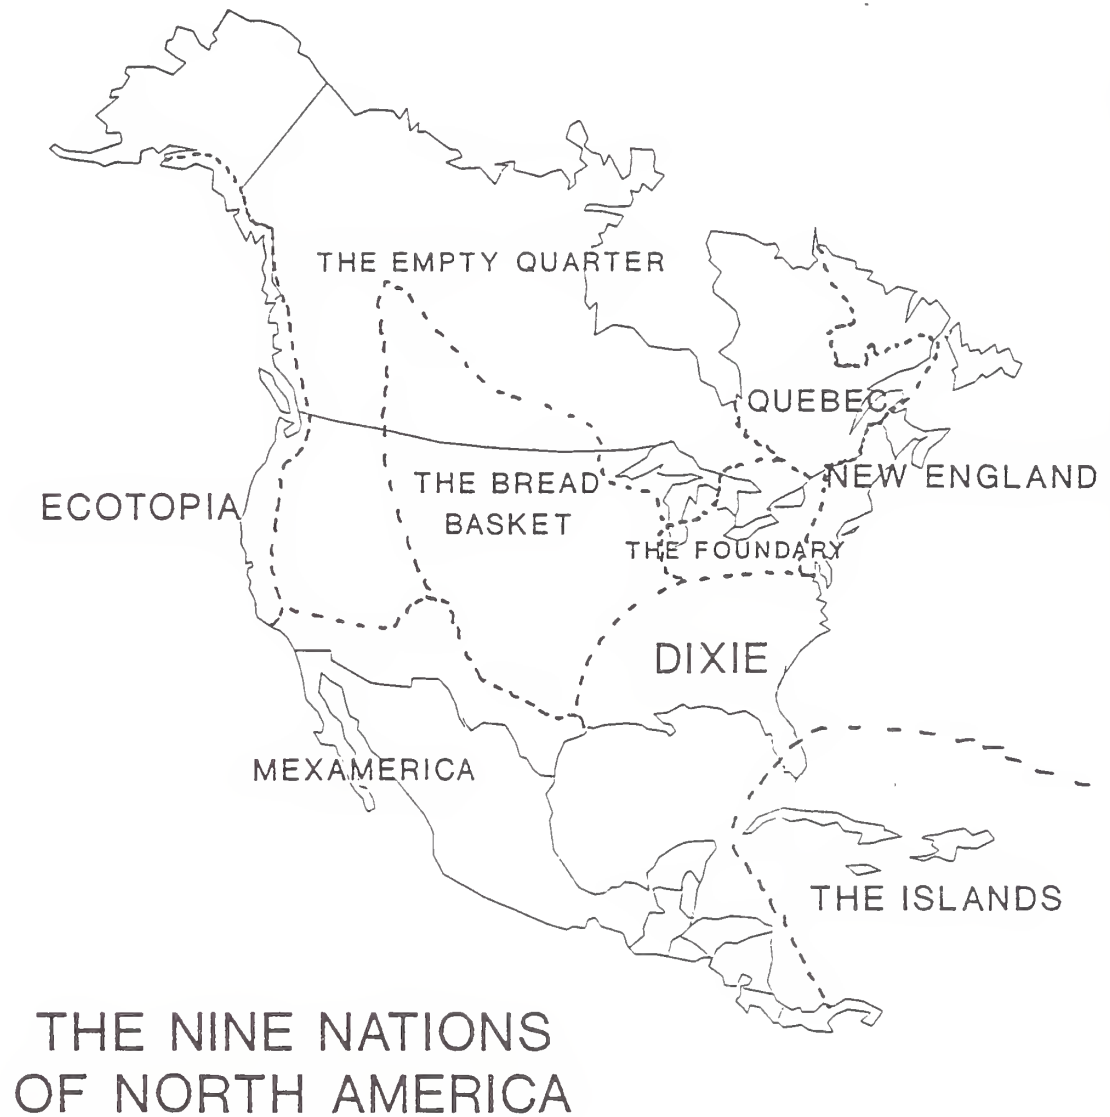 THE EMPTY QUARTER
QUEBEC
THE BREAD
BASKET
NEW ENGLAND
ECOTOPIA
THE FOUNDARY
DIXIE
MEXAMERICA
THE ISLANDS
THE NINE NATIONS
OF NORTH AMERICA